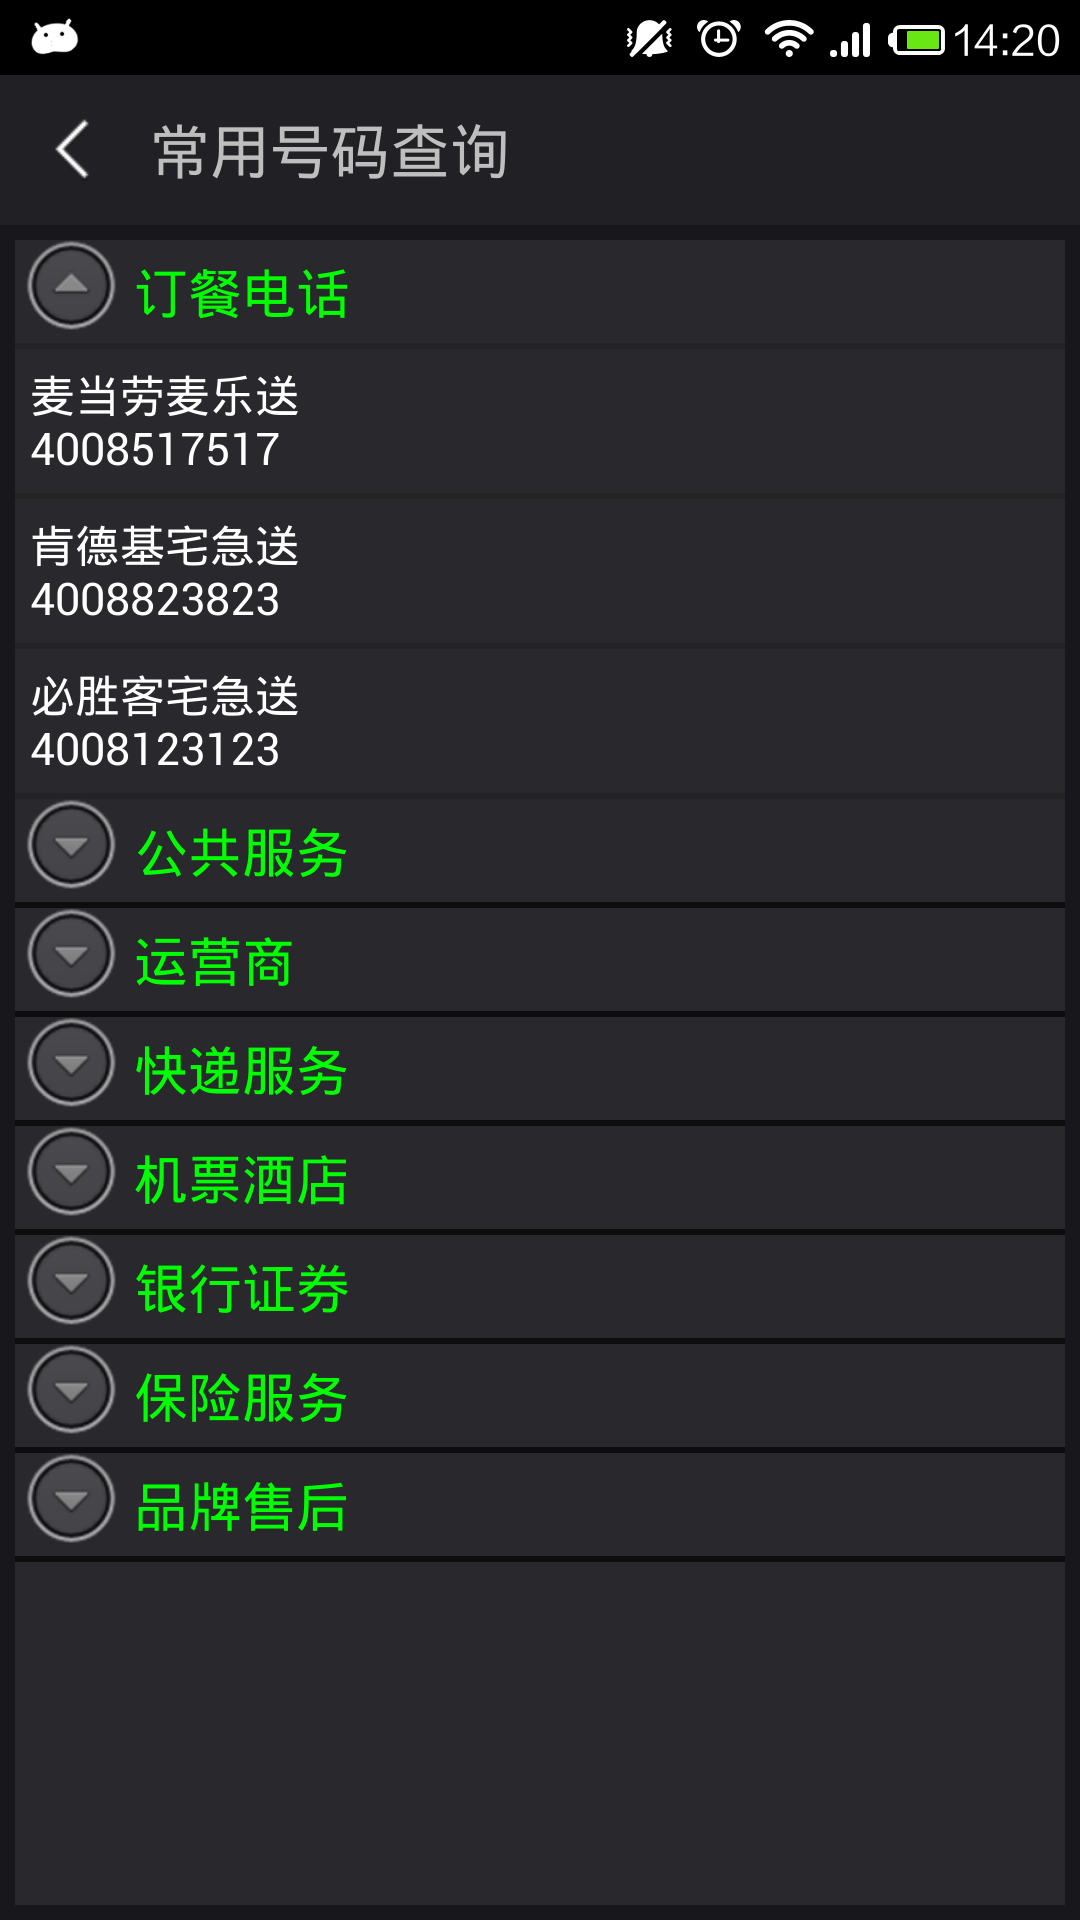 14:20
常用号码查询
订餐电话
麦当劳麦乐送
4008517517
肯德基宅急送
4008823823
必胜客宅急送
4008123123
公共服务
运营商
快递服务
机票酒店
银行证券
保险服务
品牌售后